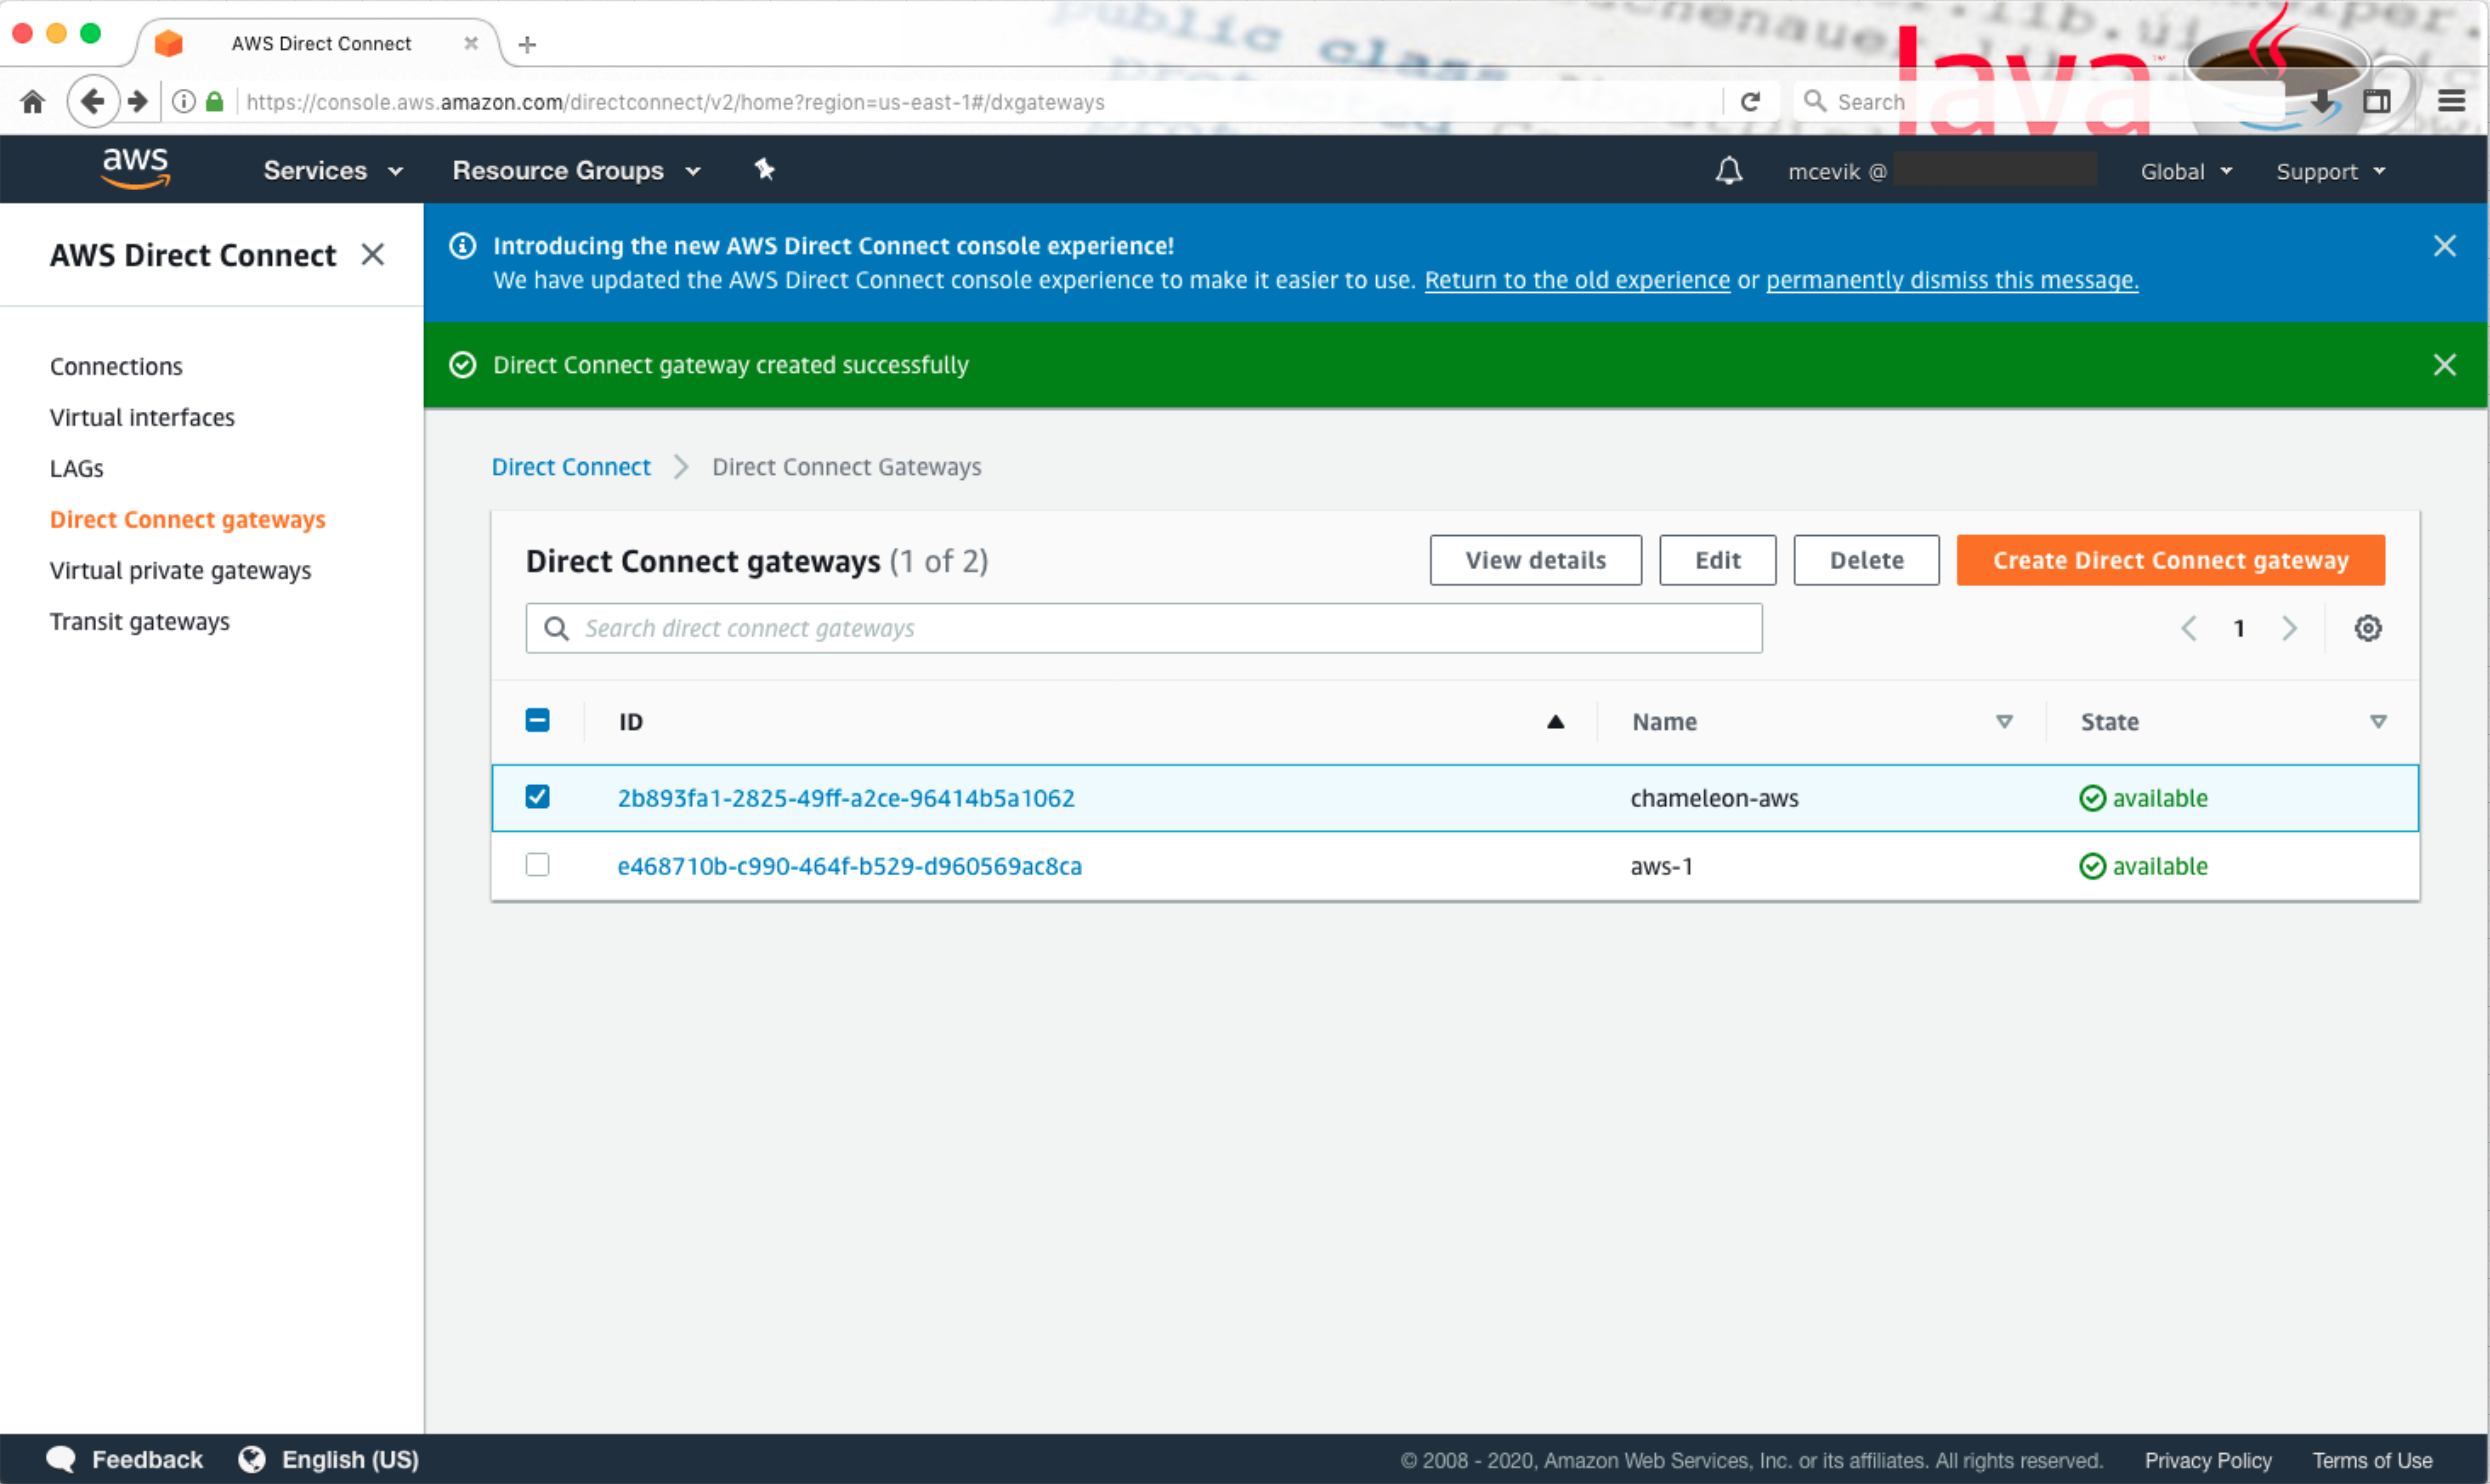 public class
AWS Direct Connect
https://console.aws.amazon.com/directconnect/v2/home?region=us-east-1#/dxgateways
Search
Java
aws
Services
Resource Groups
mcevik @
Global
Support
AWS Direct Connect
Connections
Virtual interfaces
LAGs
Direct Connect gateways
Virtual private gateways
Transit gateways
Introducing the new AWS Direct Connect console experience!
We have updated the AWS Direct Connect console experience to make it easier to use. Return to the old experience or permanently dismiss this message.
Direct Connect gateway created successfully
Direct Connect > Direct Connect Gateways
Direct Connect gateways (1 of 2)
View details
Edit
Delete
Create Direct Connect gateway
Search direct connect gateways
1
ID Name State
2b893fa1-2825-49ff-a2ce-96414b5a1062 chameleon-aws available
e468710b-c990-464f-b529-d960569ac8ca aws-1 available
Feedback
English (US)
© 2008 - 2020, Amazon Web Services, Inc. or its affiliates. All rights reserved.
Privacy Policy
Terms of Use